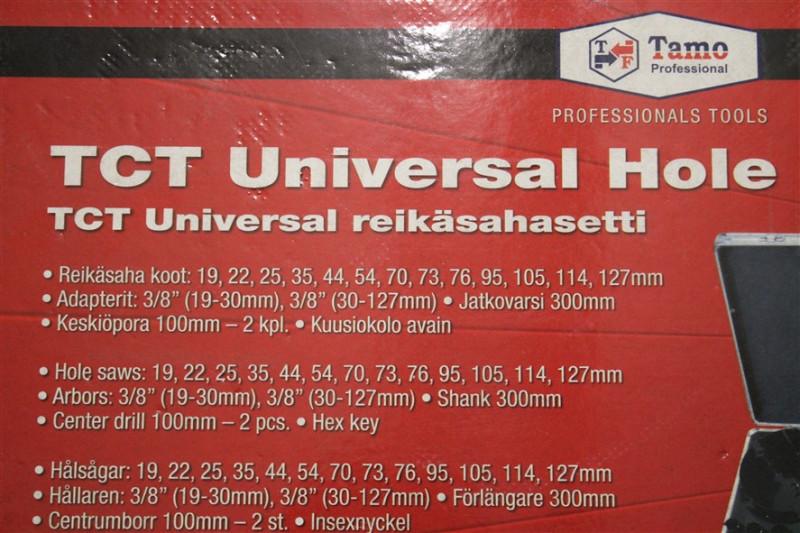 TF Tamo
Professional
PROFESSIONALS TOOLS
TCT Universal Hole
TCT Universal reikäsahasetti
• Reikäsaha koot: 19, 22, 25, 35, 44, 54, 70, 73, 76, 95, 105, 114, 127mm
• Adapterit: 3/8” (19-30mm), 3/8” (30-127mm) • Jatkovarsi 300mm
• Keskiöpora 100mm – 2 kpl. • Kuusiokolo avain
• Hole saws: 19, 22, 25, 35, 44, 54, 70, 73, 76, 95, 105, 114, 127mm
• Arbors: 3/8” (19-30mm), 3/8” (30-127mm) • Shank 300mm
• Center drill 100mm – 2 pcs. • Hex key
• Hålsågar: 19, 22, 25, 35, 44, 54, 70, 73, 76, 95, 105, 114, 127mm
• Hållaren: 3/8” (19-30mm), 3/8” (30-127mm) • Förlängare 300mm
• Centrumborr 100mm – 2 st. • Insexnyckel